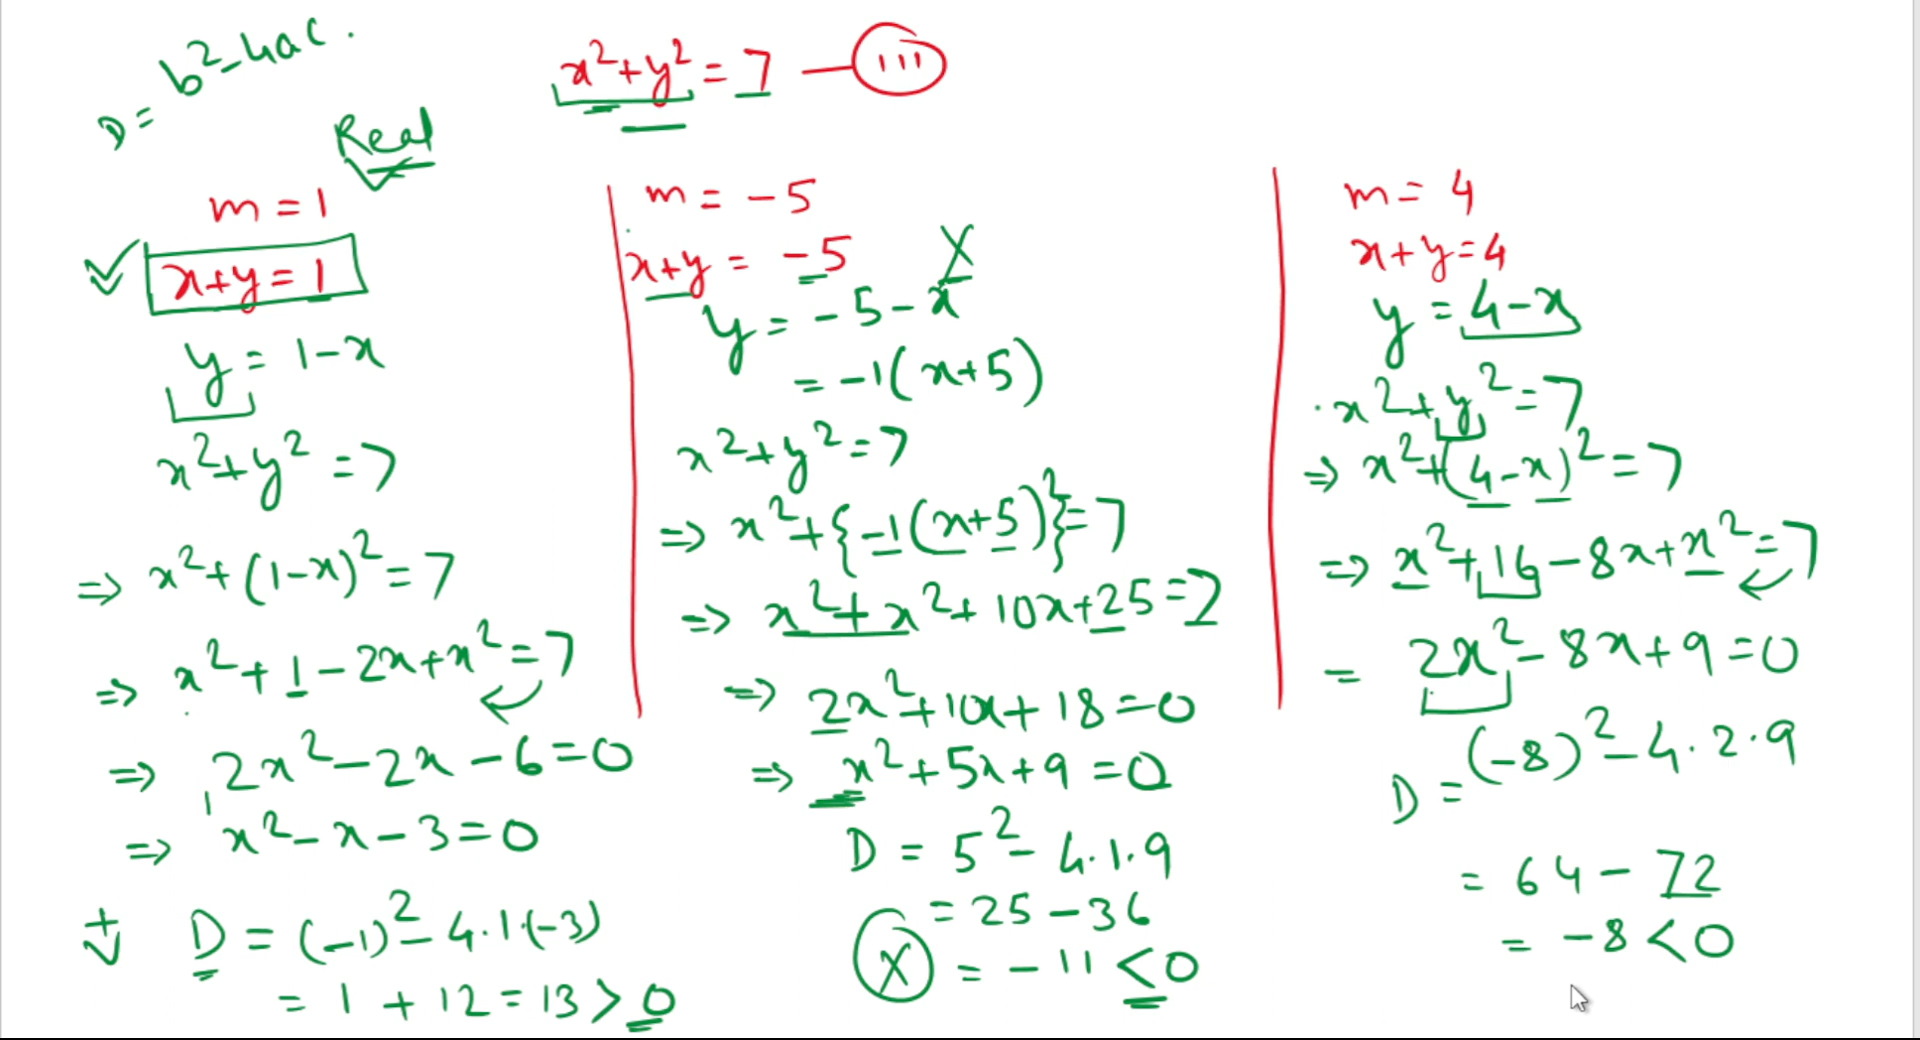 D = b²-4ac.
x²+y² = 7 — (iii)
Real
m = 1
x+y = 1
y = 1-x
x²+y² = 7
⇒ x²+(1-x)² = 7
⇒ x²+1-2x+x² = 7
⇒ 2x²-2x-6=0
⇒ x²-x-3=0
D = (-1)²-4.1.(-3)
= 1 + 12 = 13 > 0
m = -5
x+y = -5 X
y = -5-x
= -1(x+5)
x²+y²=7
⇒ x²+{-1(x+5)}²=7
⇒ x²+x²+10x+25=7
⇒ 2x²+10x+18=0
⇒ x²+5x+9=0
D = 5²-4.1.9
= 25-36
X = -11 <0
m = 4
x+y=4
y = 4-x
x²+y²=7
⇒ x²+(4-x)²=7
⇒ x²+16-8x+x²=7
= 2x²-8x+9=0
D = (-8)²-4.2.9
= 64-72
= -8<0